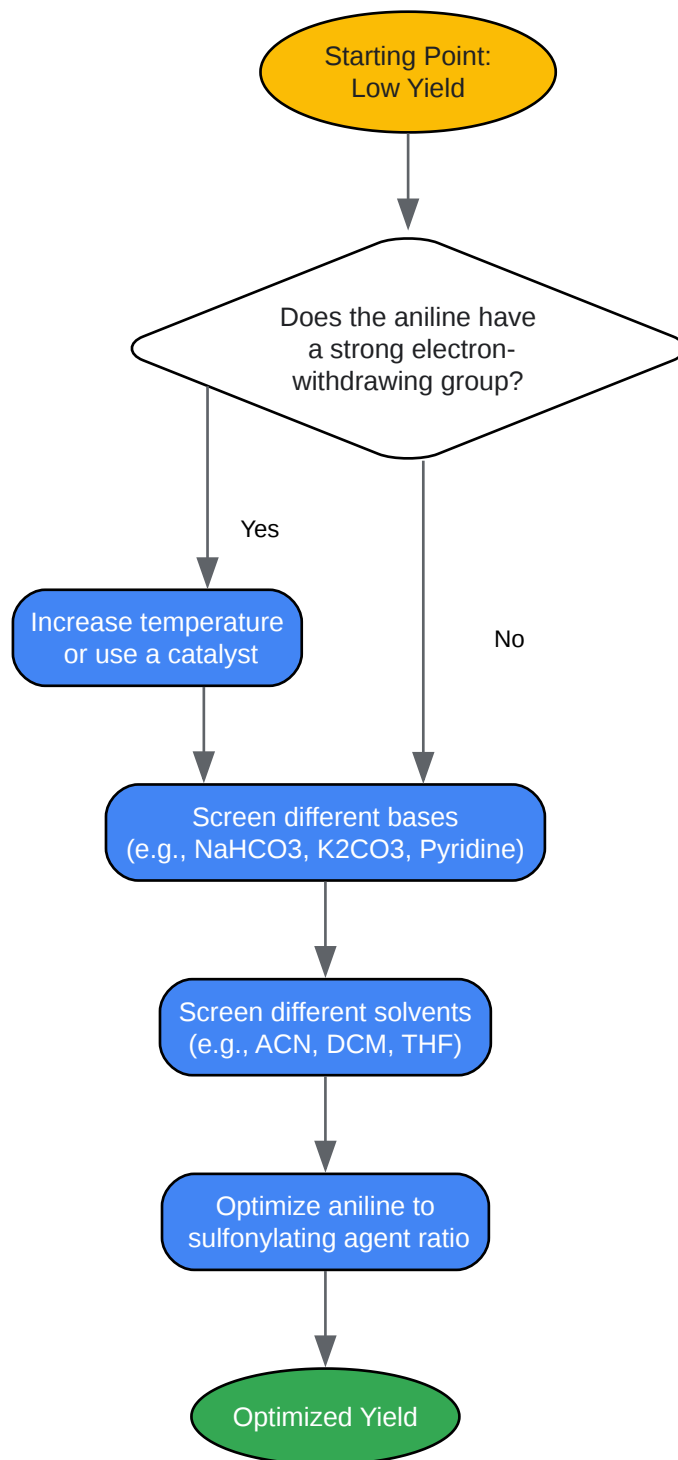 Starting Point:
Low Yield
Does the aniline have
a strong electron-
withdrawing group?
Yes
Increase temperature
or use a catalyst
No
Screen different bases
(e.g., NaHCO3, K2CO3, Pyridine)
Screen different solvents
(e.g., ACN, DCM, THF)
Optimize aniline to
sulfonylating agent ratio
Optimized Yield